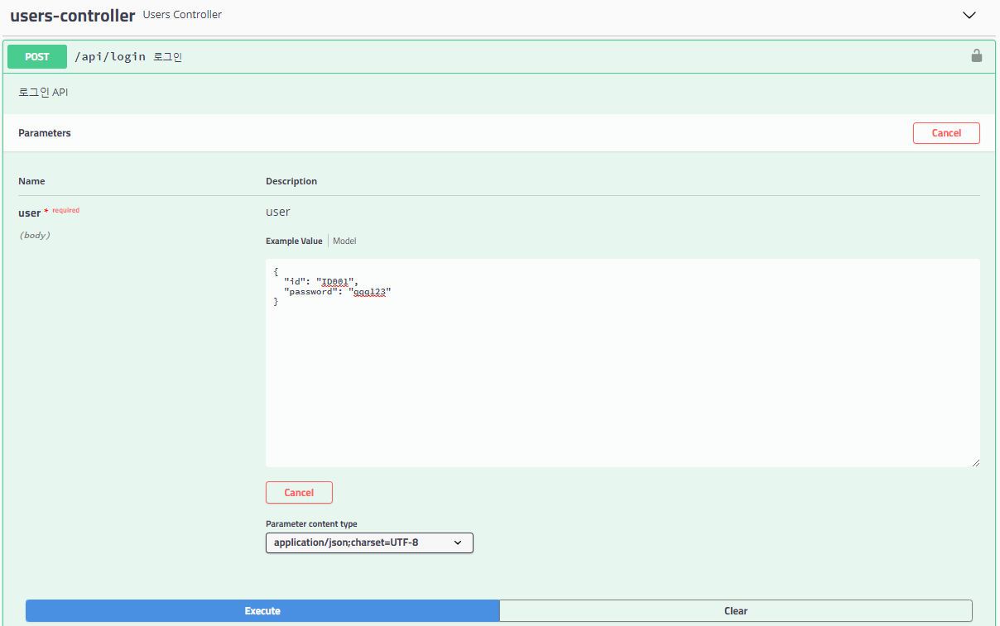 users-controller Users Controller
POST /api/login 로그인
로그인 API
Parameters Cancel
Name Description
user * required user
(body)
Example Value Model
{
"id": "ID001",
"password": "qqq123"
}
Cancel
Parameter content type
application/json;charset=UTF-8
Execute Clear